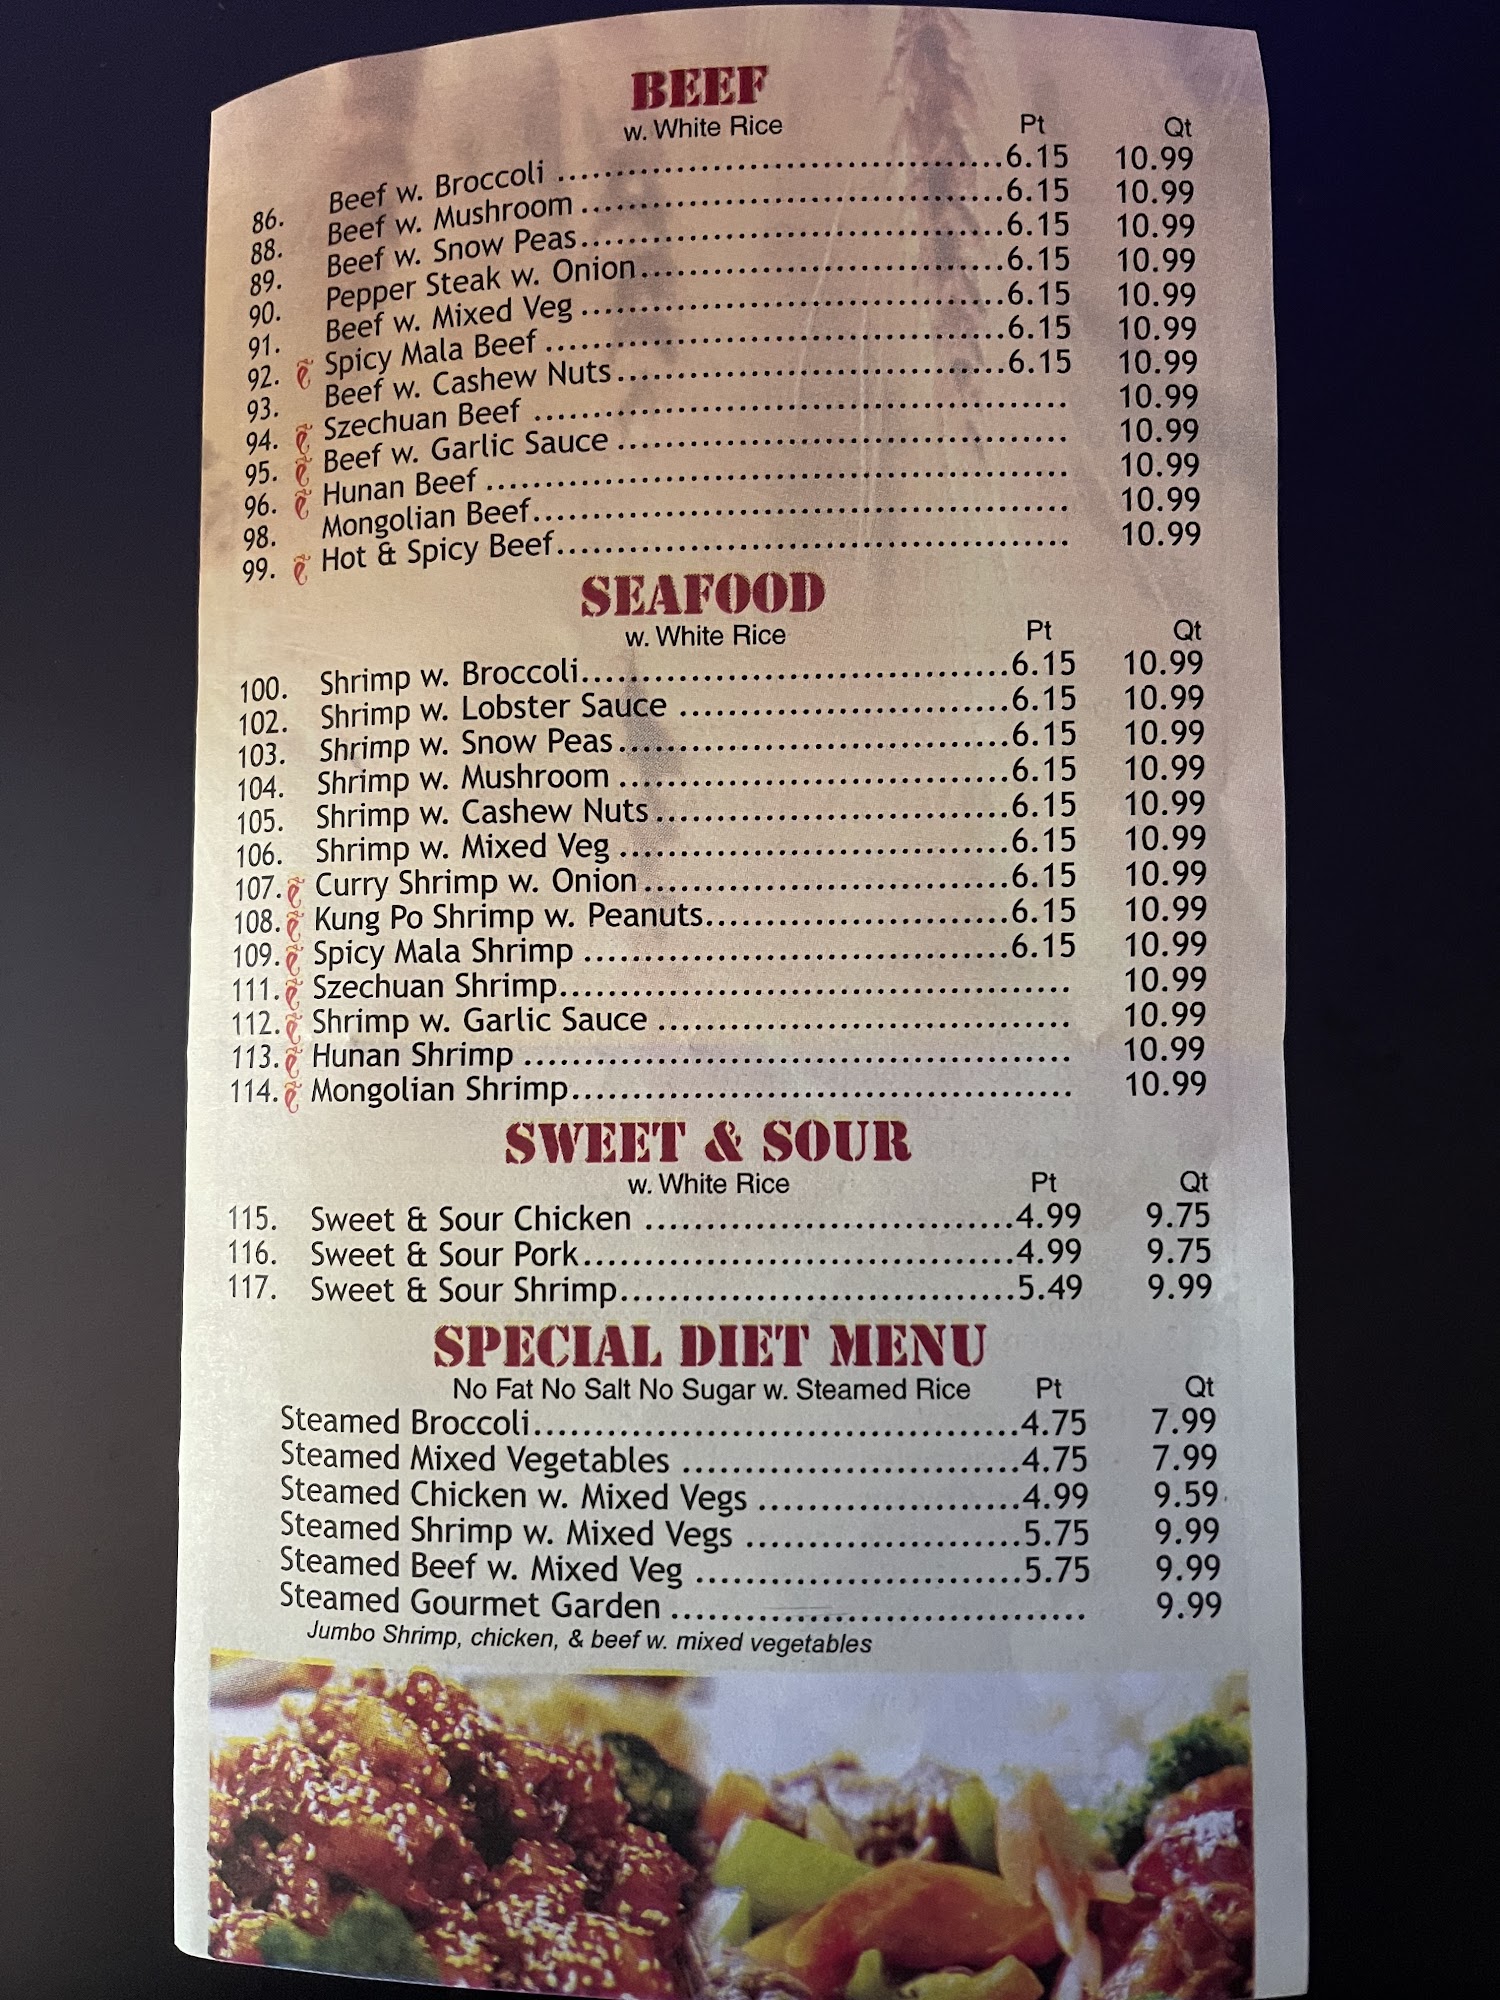 BEEF
w. White Rice Pt Qt
86. Beef w. Broccoli 6.15 10.99
88. Beef w. Mushroom 6.15 10.99
89. Beef w. Snow Peas 6.15 10.99
90. Pepper Steak w. Onion 6.15 10.99
91. Beef w. Mixed Veg 6.15 10.99
92. Spicy Mala Beef 6.15 10.99
93. Beef w. Cashew Nuts 6.15 10.99
94. Szechuan Beef 10.99
95. Beef w. Garlic Sauce 10.99
96. Hunan Beef 10.99
98. Mongolian Beef 10.99
99. Hot & Spicy Beef 10.99
SEAFOOD
w. White Rice Pt Qt
100. Shrimp w. Broccoli 6.15 10.99
102. Shrimp w. Lobster Sauce 6.15 10.99
103. Shrimp w. Snow Peas 6.15 10.99
104. Shrimp w. Mushroom 6.15 10.99
105. Shrimp w. Cashew Nuts 6.15 10.99
106. Shrimp w. Mixed Veg 6.15 10.99
107. Curry Shrimp w. Onion 6.15 10.99
108. Kung Po Shrimp w. Peanuts 6.15 10.99
109. Spicy Mala Shrimp 6.15 10.99
111. Szechuan Shrimp 10.99
112. Shrimp w. Garlic Sauce 10.99
113. Hunan Shrimp 10.99
114. Mongolian Shrimp 10.99
SWEET & SOUR
w. White Rice Pt Qt
115. Sweet & Sour Chicken 4.99 9.75
116. Sweet & Sour Pork 4.99 9.75
117. Sweet & Sour Shrimp 5.49 9.99
SPECIAL DIET MENU
No Fat No Salt No Sugar w. Steamed Rice Pt Qt
Steamed Broccoli 4.75 7.99
Steamed Mixed Vegetables 4.75 7.99
Steamed Chicken w. Mixed Vegs 4.99 9.59
Steamed Shrimp w. Mixed Vegs 5.75 9.99
Steamed Beef w. Mixed Veg 5.75 9.99
Steamed Gourmet Garden 9.99
Jumbo Shrimp, chicken, & beef w. mixed vegetables